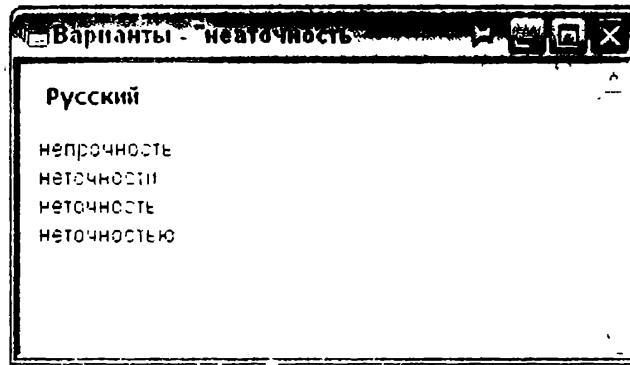 Варианты - "неаточность
Русский
непрочность
неточности
неточность
неточностью